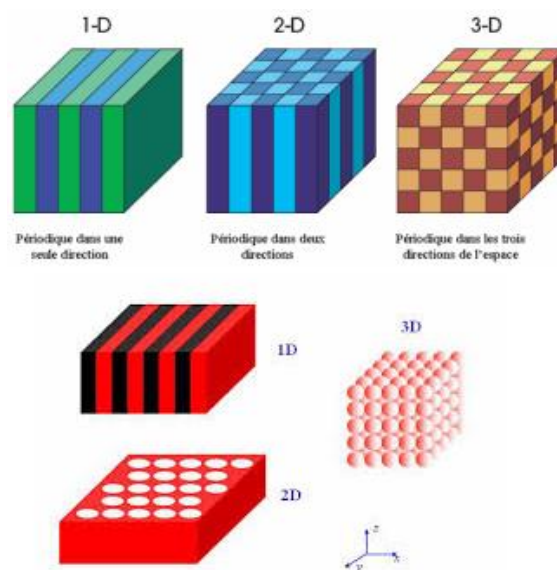 1-D
2-D
3-D
Périodique dans une
seule direction
Périodique dans deux
directions
Périodique dans les trois
directions de l'espace
1D
3D
2D
z
x
y